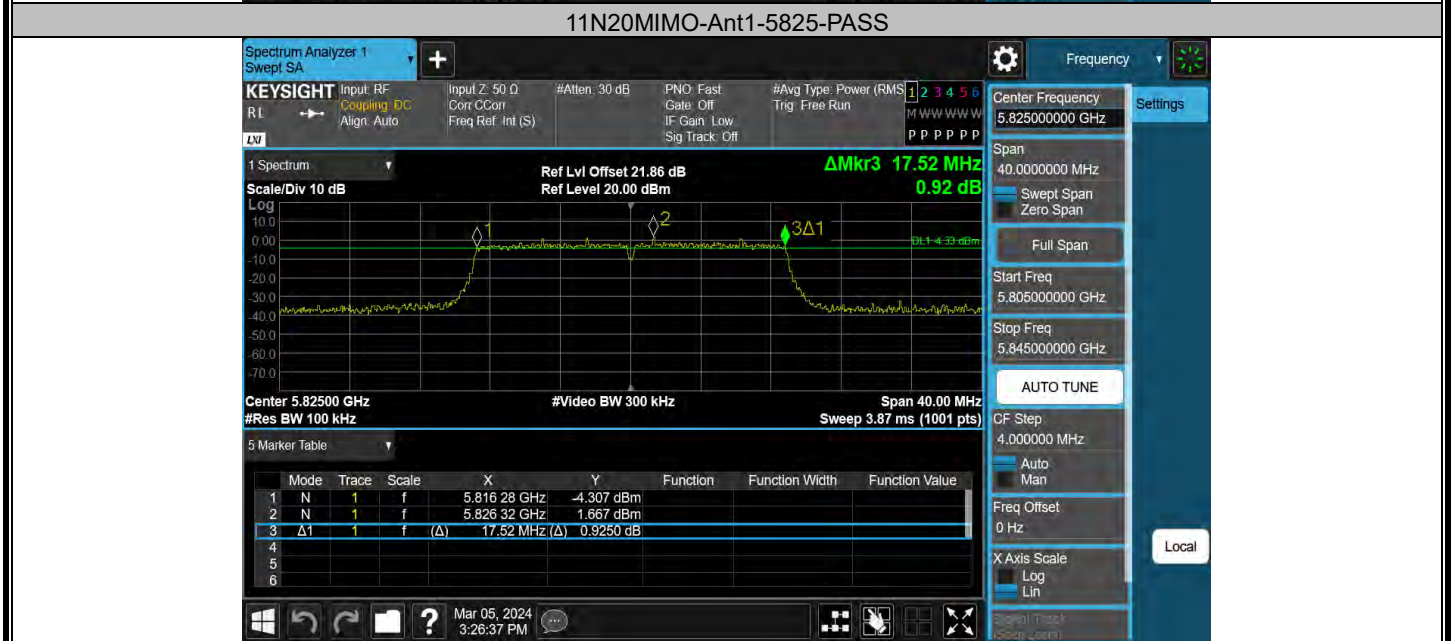 11N20MIMO-Ant1-5825-PASS
Spectrum Analyzer 1
Swept SA
+
Frequency
KEYSIGHT
Input: RF
Input Z: 50 Ω
#Atten: 30 dB
PNO: Fast
#Avg Type: Power (RMS
1 2 3 4 5 6
RL
Coupling: DC
Corr CCorr
Gate: Off
Trig: Free Run
M W W W W W
Align: Auto
Freq Ref: Int (S)
IF Gain: Low
Sig Track: Off
P P P P P P
LXI
Center Frequency
5.825000000 GHz
Settings
1 Spectrum
Ref Lvl Offset 21.86 dB
ΔMkr3 17.52 MHz
Scale/Div 10 dB
Ref Level 20.00 dBm
0.92 dB
Log
10.0
0.00
-10.0
-20.0
-30.0
-40.0
-50.0
-60.0
-70.0
1
2
3Δ1
DL1 -4.33 dBm
Center 5.82500 GHz
#Video BW 300 kHz
Span 40.00 MHz
#Res BW 100 kHz
Sweep 3.87 ms (1001 pts)
Span
40.0000000 MHz
Swept Span
Zero Span
Full Span
Start Freq
5.805000000 GHz
Stop Freq
5.845000000 GHz
AUTO TUNE
CF Step
4.000000 MHz
Auto
Man
Freq Offset
0 Hz
X Axis Scale
Log
Lin
Signal Track
(Span Zoom)
Local
5 Marker Table
Mode Trace Scale X Y Function Function Width Function Value
1 N 1 f 5.816 28 GHz -4.307 dBm
2 N 1 f 5.826 32 GHz 1.667 dBm
3 Δ1 1 f (Δ) 17.52 MHz (Δ) 0.9250 dB
4
5
6
?
Mar 05, 2024
3:26:37 PM